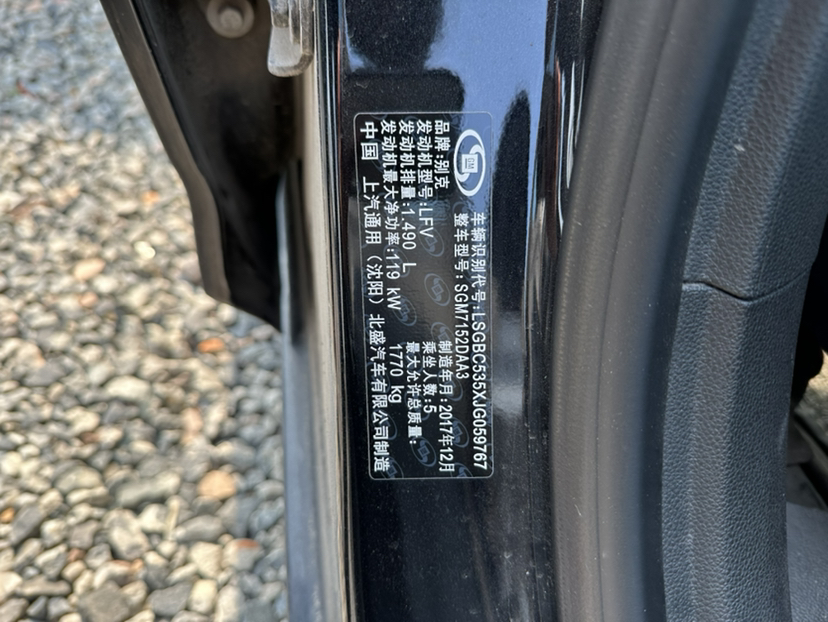 GM
车辆识别代号:LSGBC535XJG059767
整车型号:SGM7152DAA3
品牌:别克 制造年月:2017年12月
发动机型号:LFV 乘坐人数:5
发动机排量:1.490 L 最大允许总质量:
发动机最大净功率:119 kW 1770 kg
中国 上汽通用（沈阳）北盛汽车有限公司制造